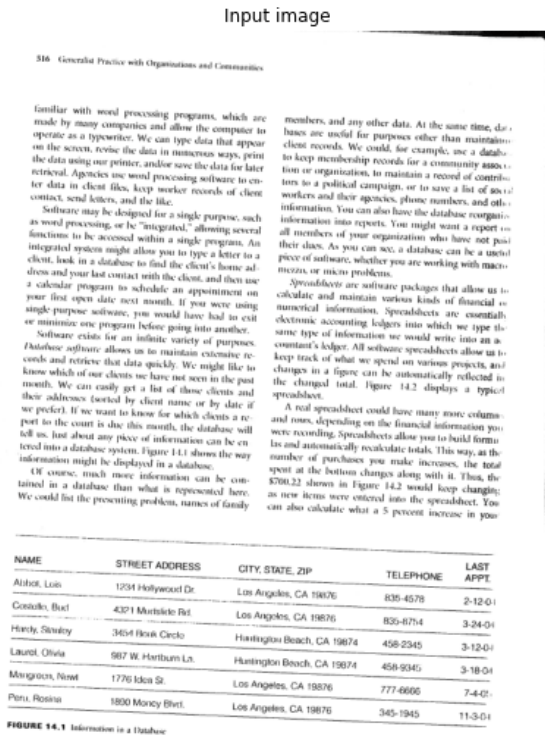 Input image
516 Generalist Practice with Organizations and Communities
familiar with word processing programs, which are
made by many companies and allow the computer to
operate as a typewriter. We can type data that appear
on the screen, revise the data in numerous ways, print
the data using our printer, and/or save the data for later
retrieval. Agencies use word processing software to en-
ter data in client files, keep worker records of client
contact, send letters, and the like.
Software may be designed for a single purpose, such
as word processing, or be "integrated," allowing several
functions to be accessed within a single program. An
integrated system might allow you to type a letter to a
client, look in a database to find the client's home ad-
dress and your last contact with the client, and then use
a calendar program to schedule an appointment on
your first open date next month. If you were using
single-purpose software, you would have had to exit
or minimize one program before going into another.
Software exists for an infinite variety of purposes.
Database software allows us to maintain extensive re-
cords and retrieve that data quickly. We might like to
know which of our clients we have not seen in the past
month. We can easily get a list of those clients and
their addresses (sorted by client name or by date if
we prefer). If we want to know for which clients a re-
port to the court is due this month, the database will
tell us. Just about any piece of information can be en
tered into a database system. Figure 14.1 shows the way
information might be displayed in a database.
Of course, much more information can be con-
tained in a database than what is represented here.
We could list the presenting problem, names of family
members, and any other data. At the same time, da
bases are useful for purposes other than
client records. We could, for example, use a
to keep membership records for a community
tion or organization, to maintain a record of
tors to a political campaign, or to save a list of
workers and their agencies, phone numbers, and
information. You can also have the database
information into reports. You might want a report
all members of your organization who have not
their dues. As you can see, a database can be a
piece of software, whether you are working with
mezzo, or micro problems.
Spreadsheets are software packages that allow us
calculate and maintain various kinds of financial
numerical information. Spreadsheets are
electronic accounting ledgers into which we type
same type of information we would write into an
countant's ledger. All software spreadsheets allow us
keep track of what we spend on various projects, and
changes in a figure can be automatically reflected
the changed total. Figure 14.2 displays a
spreadsheet.
A real spreadsheet could have many more
and rows, depending on the financial information you
were recording. Spreadsheets allow you to build
las and automatically recalculate totals. This way, as the
number of purchases you make increases, the total
spent at the bottom changes along with it. Thus, the
$700.22 shown in Figure 14.2 would keep
as new items were entered into the spreadsheet. You
can also calculate what a 5 percent increase in your
NAME STREET ADDRESS CITY, STATE, ZIP TELEPHONE LAST APPT.
Abbot, Luis 1234 Hollywood Dr. Los Angeles, CA 19876 835-4578 2-12-0
Costello, Bud 4321 Murtslide Rd. Los Angeles, CA 19876 835-8754 3-24-0
Hardy, Stanley 3454 Bonk Circle Huntington Beach, CA 19874 458-2345 3-12-0
Laurel, Olivia 987 W. Hartburn Ln. Huntington Beach, CA 19874 458-9345 3-18-0
Mangroon, Newt 1776 Idea St. Los Angeles, CA 19876 777-6666 7-4-0
Peru, Rosina 1890 Money Blvd. Los Angeles, CA 19876 345-1945 11-3-0
FIGURE 14.1 Information in a Database